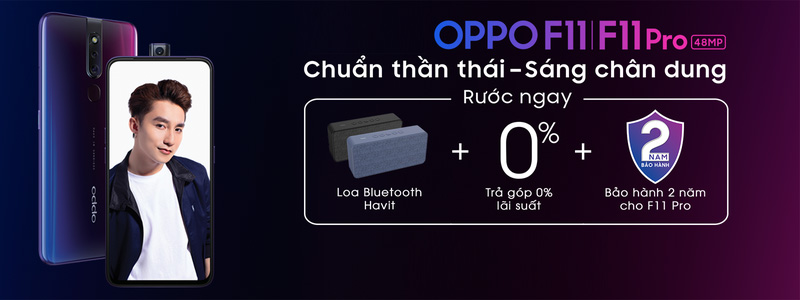 OPPO F11 | F11 Pro 48MP
Chuẩn thần thái – Sáng chân dung
Rước ngay
Loa Bluetooth
Havit
+
0%
Trả góp 0%
lãi suất
+
2
NĂM
BẢO HÀNH
Bảo hành 2 năm
cho F11 Pro
oppo